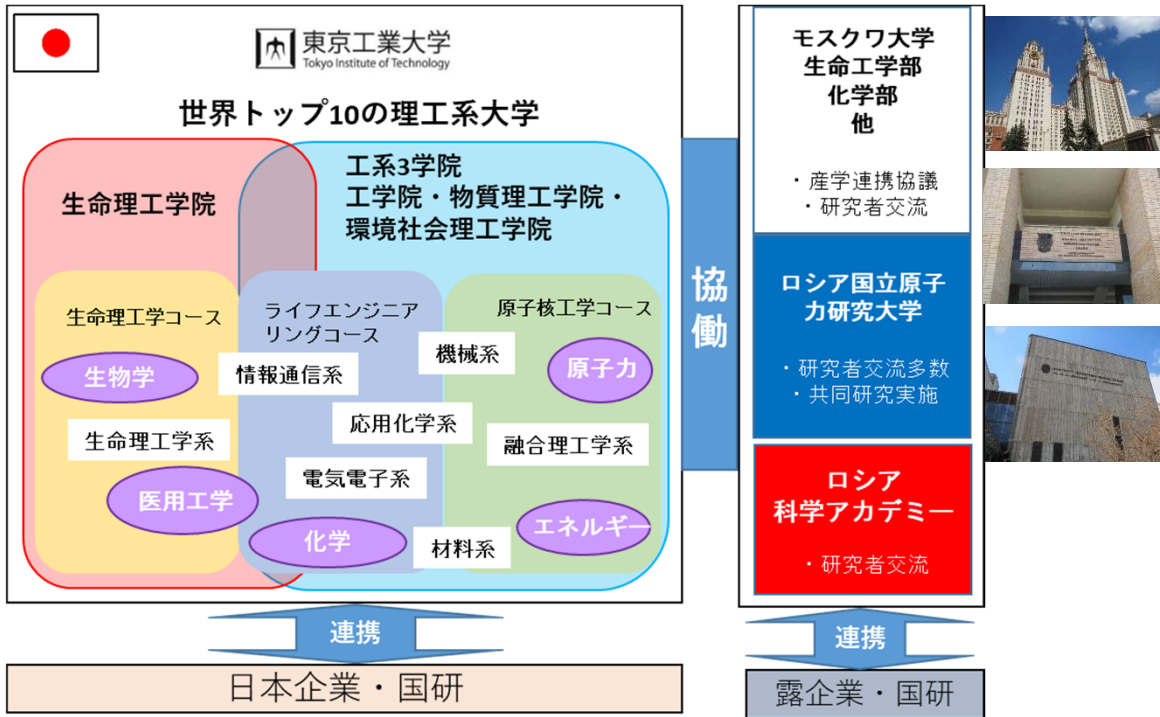 東京工業大学
Tokyo Institute of Technology
世界トップ10の理工系大学
生命理工学院
工系3学院
工学院・物質理工学院・
環境社会理工学院
生命理工学コース
ライフエンジニア
リングコース
原子核工学コース
機械系
原子力
生物学
情報通信系
応用化学系
生命理工学系
融合理工学系
電気電子系
医用工学
化学
材料系
エネルギー
連携
日本企業・国研
協働
モスクワ大学
生命工学部
化学部
他
・産学連携協議
・研究者交流
ロシア国立原子
力研究大学
・研究者交流多数
・共同研究実施
ロシア
科学アカデミー
・研究者交流
連携
露企業・国研